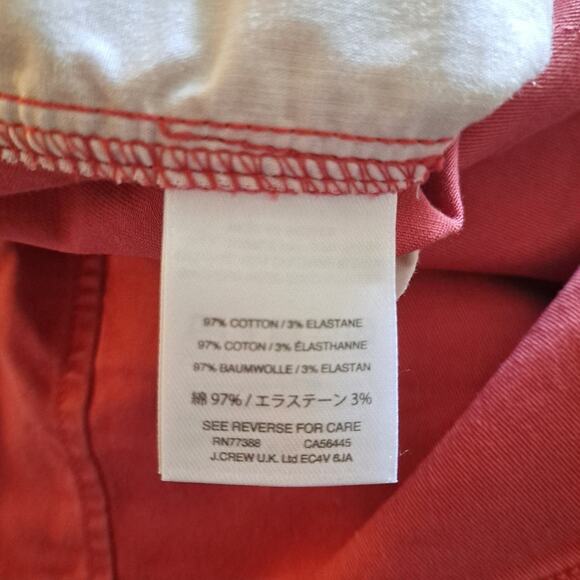 97% COTTON / 3% ELASTANE
97% COTON / 3% ÉLASTHANNE
97% BAUMWOLLE / 3% ELASTAN
綿 97% / エラステーン 3%
SEE REVERSE FOR CARE
RN77388 CA56445
J.CREW U.K. Ltd EC4V 6JA